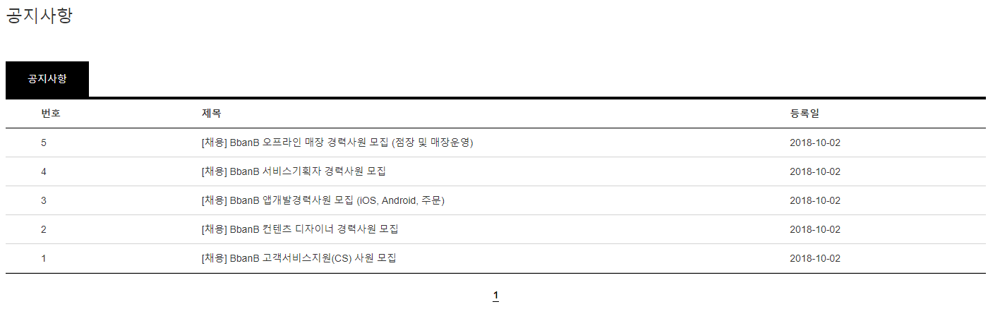 공지사항
공지사항
번호 제목 등록일
5 [채용] BbanB 오프라인 매장 경력사원 모집 (점장 및 매장운영) 2018-10-02
4 [채용] BbanB 서비스기획자 경력사원 모집 2018-10-02
3 [채용] BbanB 앱개발경력사원 모집 (iOS, Android, 주문) 2018-10-02
2 [채용] BbanB 컨텐츠 디자이너 경력사원 모집 2018-10-02
1 [채용] BbanB 고객서비스지원(CS) 사원 모집 2018-10-02
1